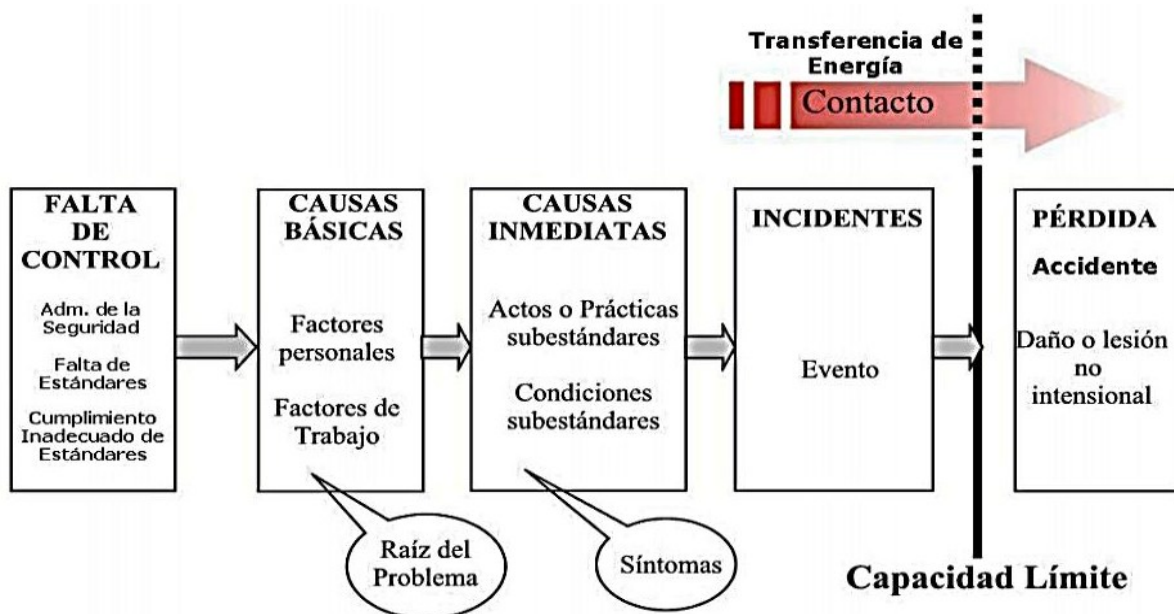 Transferencia de
Energía
Contacto
FALTA
DE
CONTROL
Adm. de la
Seguridad
Falta de
Estándares
Cumplimiento
Inadecuado de
Estándares
CAUSAS
BÁSICAS
Factores
personales
Factores de
Trabajo
CAUSAS
INMEDIATAS
Actos o Prácticas
subestándares
Condiciones
subestándares
INCIDENTES
Evento
PÉRDIDA
Accidente
Daño o lesión
no
intensional
Raíz del
Problema
Síntomas
Capacidad Límite